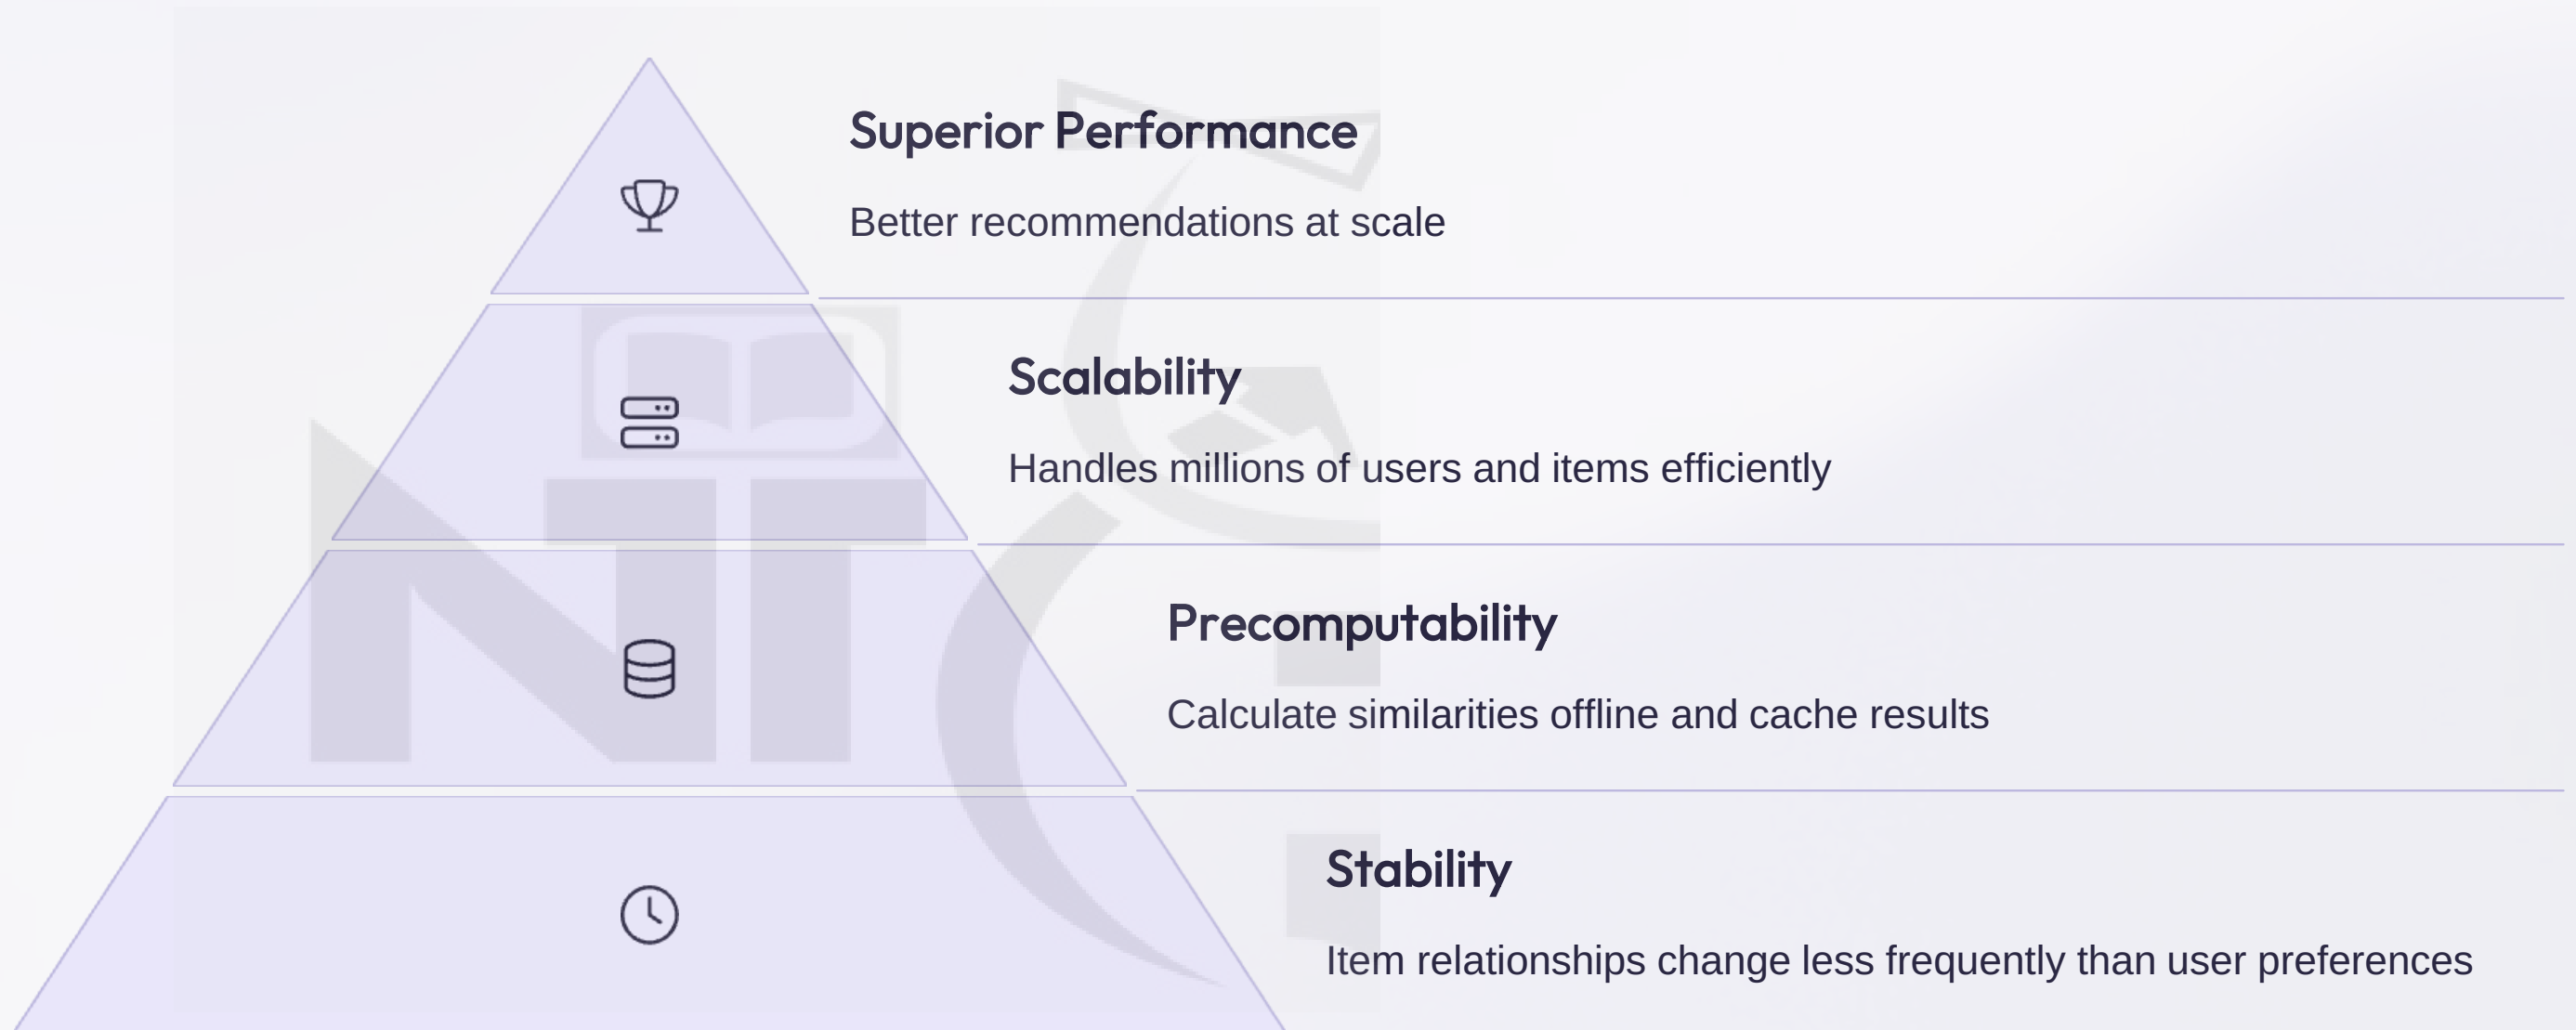 Superior Performance
Better recommendations at scale
Scalability
Handles millions of users and items efficiently
Precomputability
Calculate similarities offline and cache results
Stability
Item relationships change less frequently than user preferences